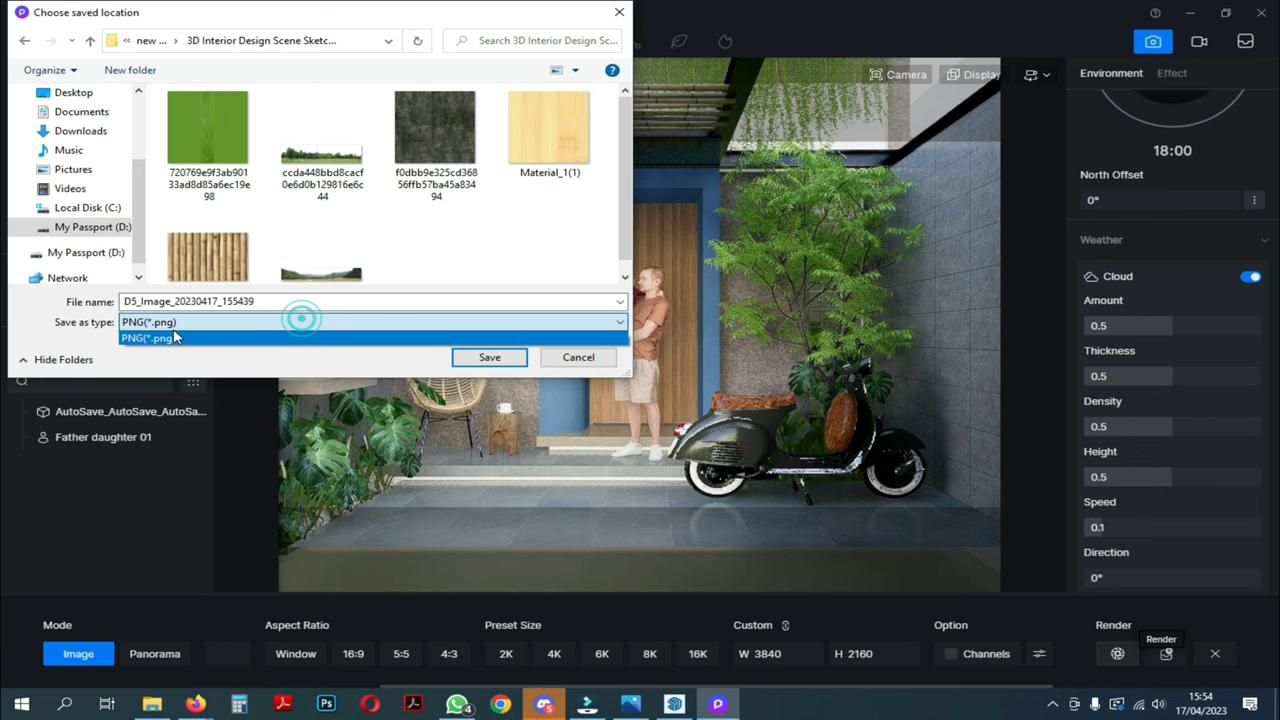 Choose saved location
« new ... > 3D Interior Design Scene Sketc...
Search 3D Interior Design Sc...
Organize
New folder
Desktop
Documents
Downloads
Music
Pictures
Videos
Local Disk (C:)
My Passport (D:)
My Passport (D:)
Network
720769e9f3ab901
33ad8d85a6ec19e
98
ccda448bbd8cacf
0e6d0b129816e6c
44
f0dbb9e325cd368
56ffb57ba45a834
94
Material_1(1)
File name:
D5_Image_20230417_155439
Save as type:
PNG(*.png)
PNG(*.png
Hide Folders
Save
Cancel
AutoSave_AutoSave_AutoSa...
Father daughter 01
Camera
Display
Environment
Effect
18:00
North Offset
0°
Weather
Cloud
Amount
0.5
Thickness
0.5
Density
0.5
Height
0.5
Speed
0.1
Direction
0°
Mode
Image
Panorama
Aspect Ratio
Window
16:9
5:5
4:3
Preset Size
2K
4K
6K
8K
16K
Custom
W 3840
H 2160
Option
Channels
Render
Render
Ps
4
5
15:54
17/04/2023